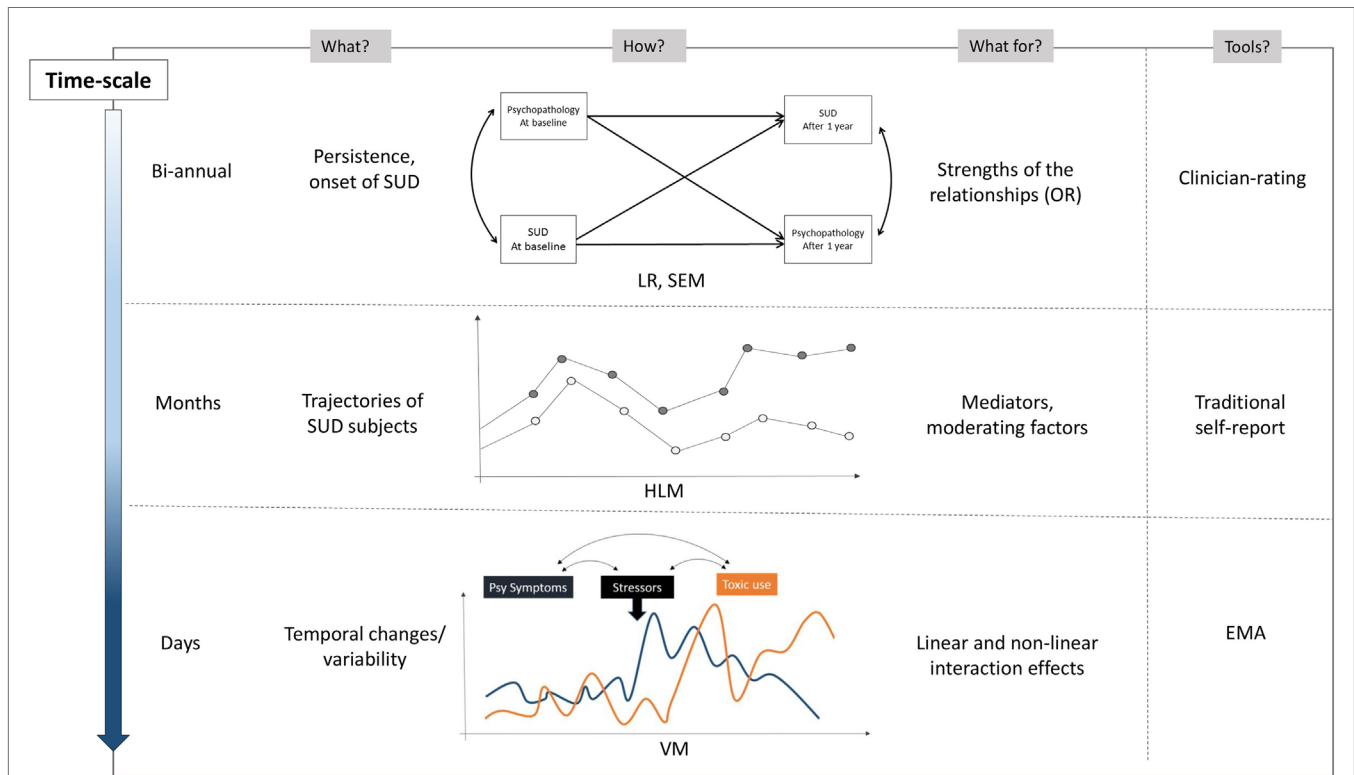 What?
How?
What for?
Tools?
Time-scale
Bi-annual
Persistence,
onset of SUD
Psychopathology
At baseline
SUD
After 1 year
SUD
At baseline
Psychopathology
After 1 year
LR, SEM
Strengths of the
relationships (OR)
Clinician-rating
Months
Trajectories of
SUD subjects
HLM
Mediators,
moderating factors
Traditional
self-report
Days
Temporal changes/
variability
Psy Symptoms
Stressors
Toxic use
VM
Linear and non-linear
interaction effects
EMA